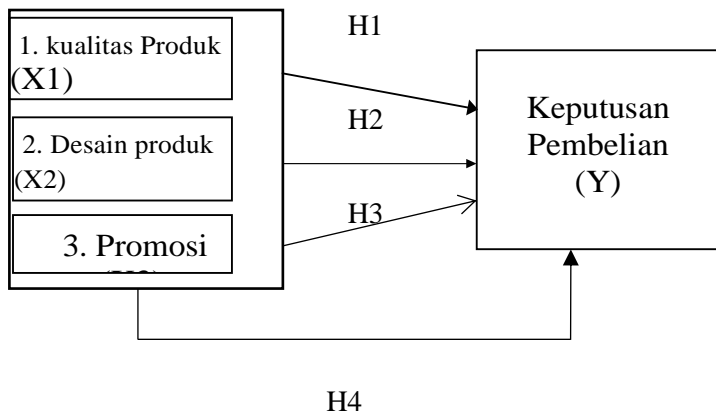 1. kualitas Produk
(X1)
2. Desain produk
(X2)
3. Promosi
H1
H2
H3
Keputusan
Pembelian
(Y)
H4